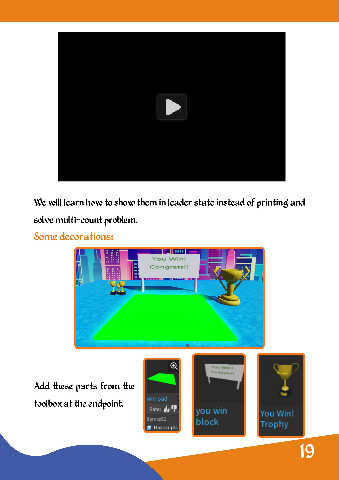 We will learn how to show them in leader state instead of printing and
solve multi-count problem.
Some decorations:
You Win!
Congrats!!
Add these parts from the
toolbox at the endpoint.
win pad
you win
block
You Win!
Trophy
19